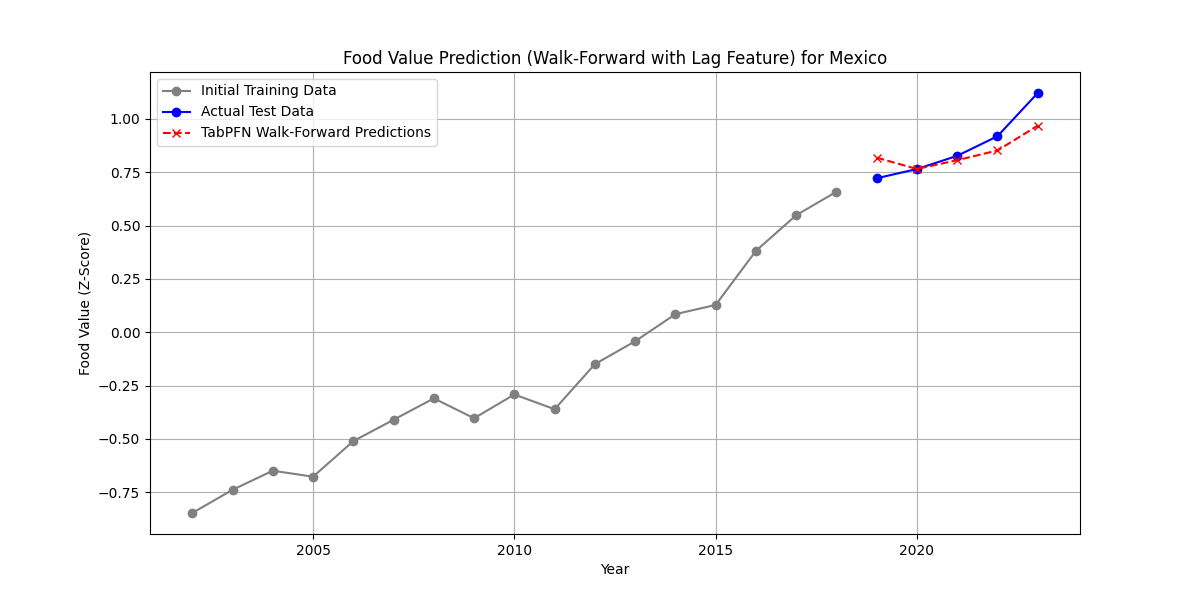 Food Value Prediction (Walk-Forward with Lag Feature) for Mexico
Initial Training Data
Actual Test Data
TabPFN Walk-Forward Predictions
Food Value (Z-Score)
1.00
0.75
0.50
0.25
0.00
−0.25
−0.50
−0.75
2005 2010 2015 2020
Year